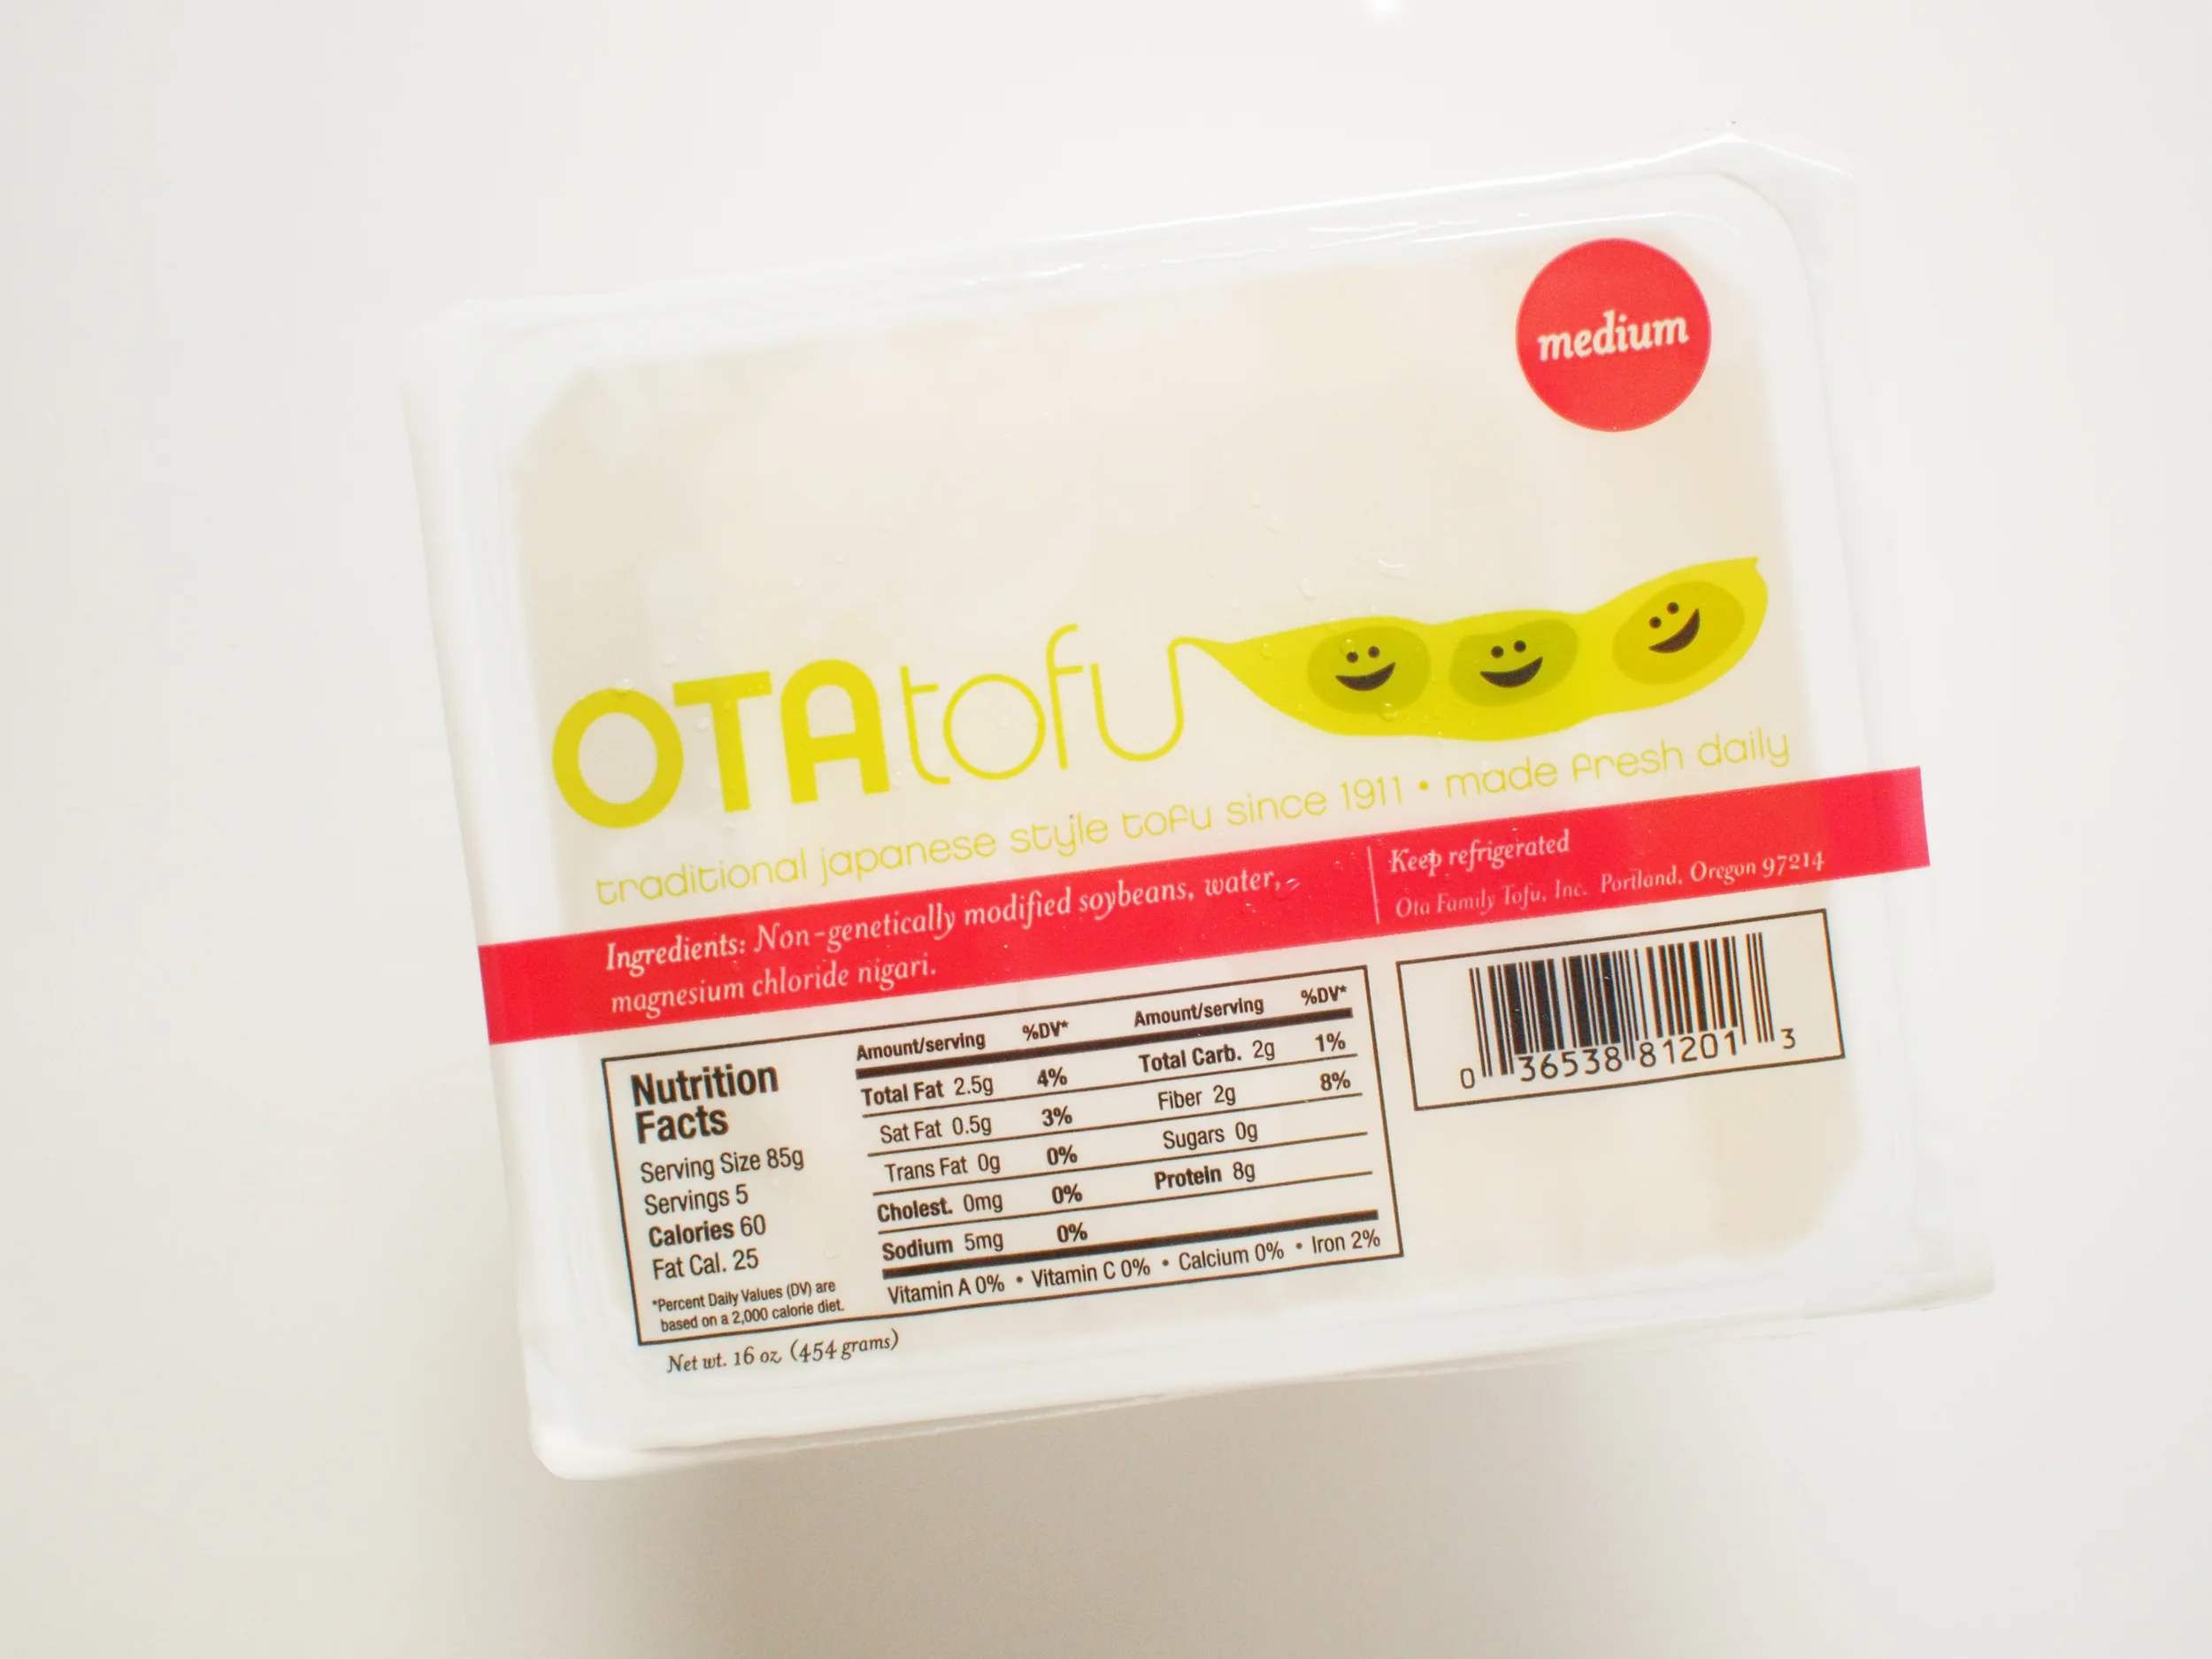 medium
OTAtofu
traditional japanese style tofu since 1911 • made fresh daily
Ingredients: Non-genetically modified soybeans, water,
magnesium chloride nigari.
Keep refrigerated
Ota Family Tofu, Inc. Portland, Oregon 97214
Nutrition
Facts
Serving Size 85g
Servings 5
Calories 60
Fat Cal. 25
*Percent Daily Values (DV) are
based on a 2,000 calorie diet.
Amount/serving %DV* Amount/serving %DV*
Total Fat 2.5g 4% Total Carb. 2g 1%
Sat Fat 0.5g 3% Fiber 2g 8%
Trans Fat 0g 0% Sugars 0g
Cholest. 0mg 0% Protein 8g
Sodium 5mg 0%
Vitamin A 0% • Vitamin C 0% • Calcium 0% • Iron 2%
0 36538 81201 3
Net wt. 16 oz. (454 grams)